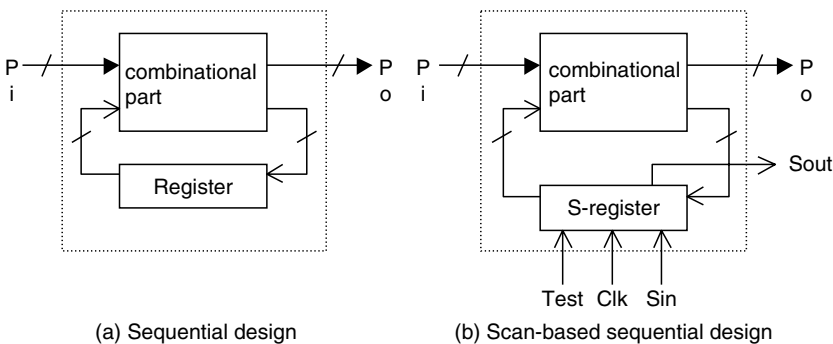 P
i
combinational
part
P
o
Register
(a) Sequential design
P
i
combinational
part
P
o
Sout
S-register
Test Clk Sin
(b) Scan-based sequential design